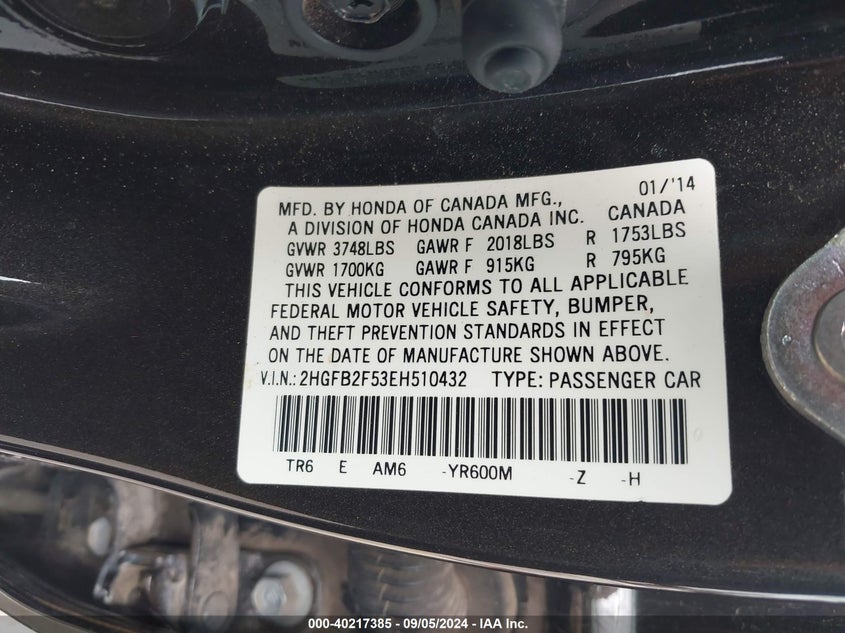 MFD. BY HONDA OF CANADA MFG., 01/'14
A DIVISION OF HONDA CANADA INC. CANADA
GVWR 3748LBS GAWR F 2018LBS R 1753LBS
GVWR 1700KG GAWR F 915KG R 795KG
THIS VEHICLE CONFORMS TO ALL APPLICABLE
FEDERAL MOTOR VEHICLE SAFETY, BUMPER,
AND THEFT PREVENTION STANDARDS IN EFFECT
ON THE DATE OF MANUFACTURE SHOWN ABOVE.
V.I.N.: 2HGFB2F53EH510432 TYPE: PASSENGER CAR
TR6 E AM6 -YR600M -Z -H
000-40217385 - 09/05/2024 - IAA Inc.